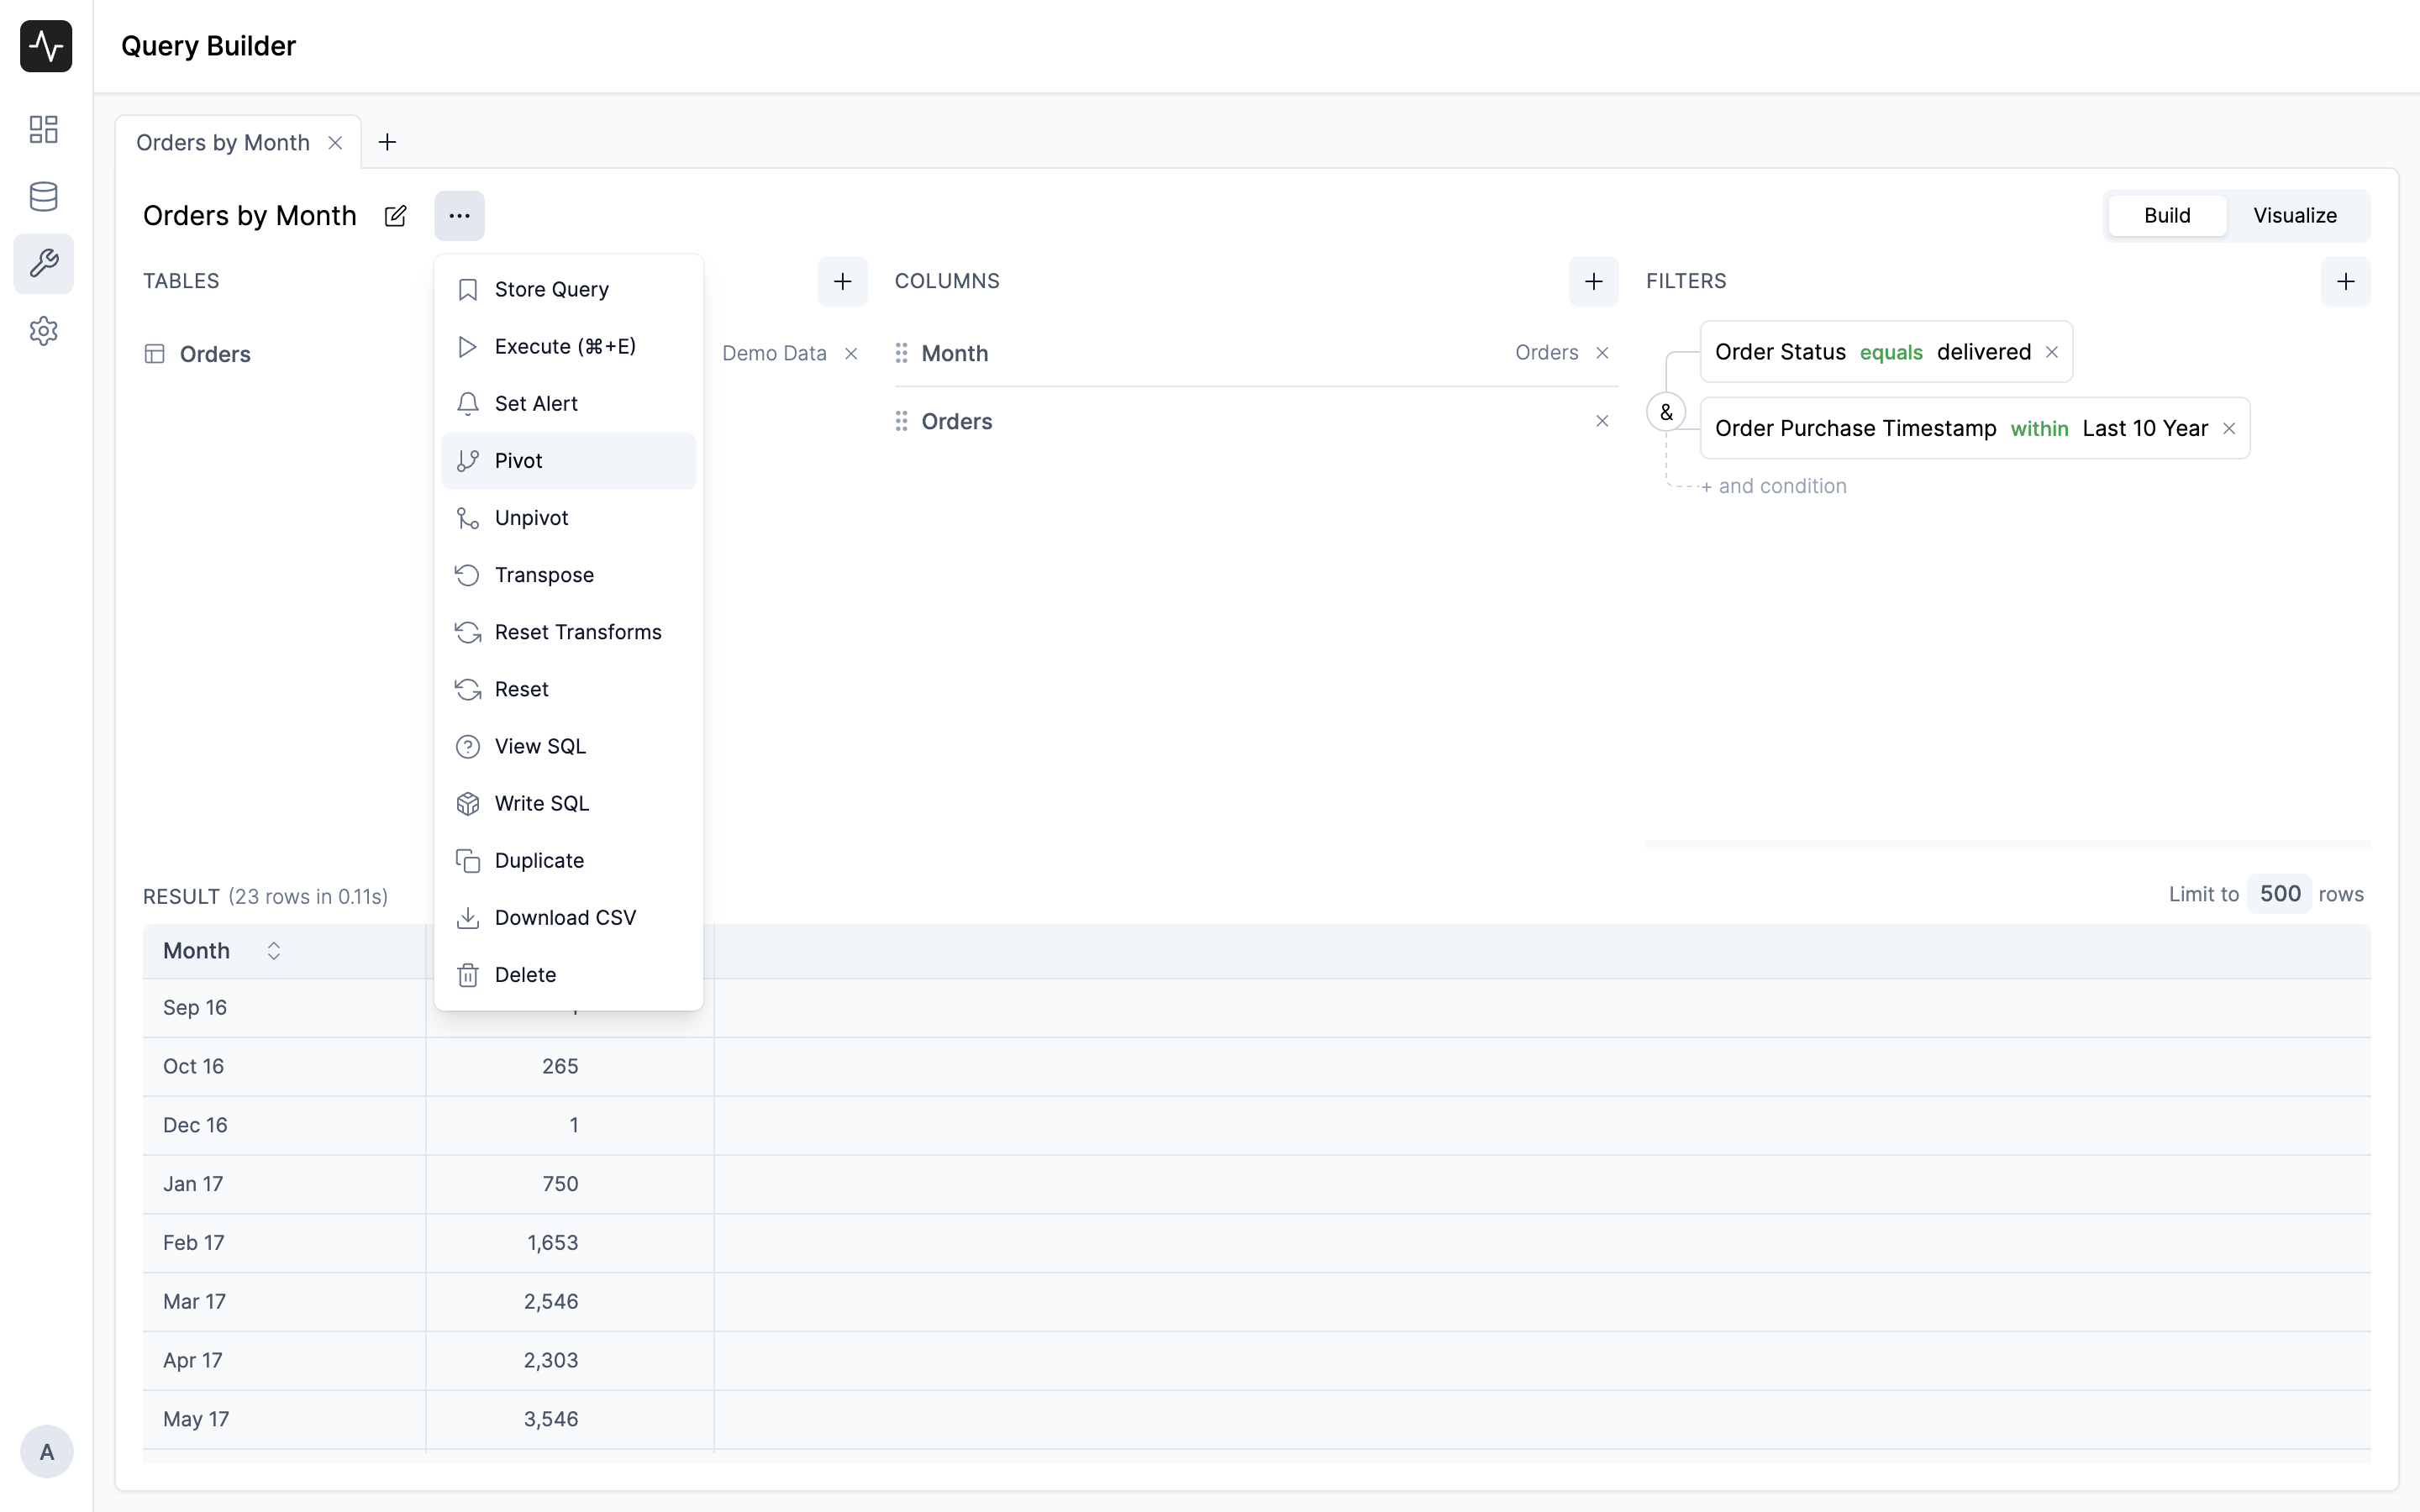 Query Builder
Orders by Month
Orders by Month
Build Visualize
TABLES
Orders Demo Data
Store Query
Execute (⌘+E)
Set Alert
Pivot
Unpivot
Transpose
Reset Transforms
Reset
View SQL
Write SQL
Duplicate
Download CSV
Delete
COLUMNS
Month Orders
Orders
FILTERS
Order Status equals delivered
&
Order Purchase Timestamp within Last 10 Year
+ and condition
RESULT (23 rows in 0.11s)
Limit to 500 rows
Month
Sep 16
Oct 16 265
Dec 16 1
Jan 17 750
Feb 17 1,653
Mar 17 2,546
Apr 17 2,303
May 17 3,546
A